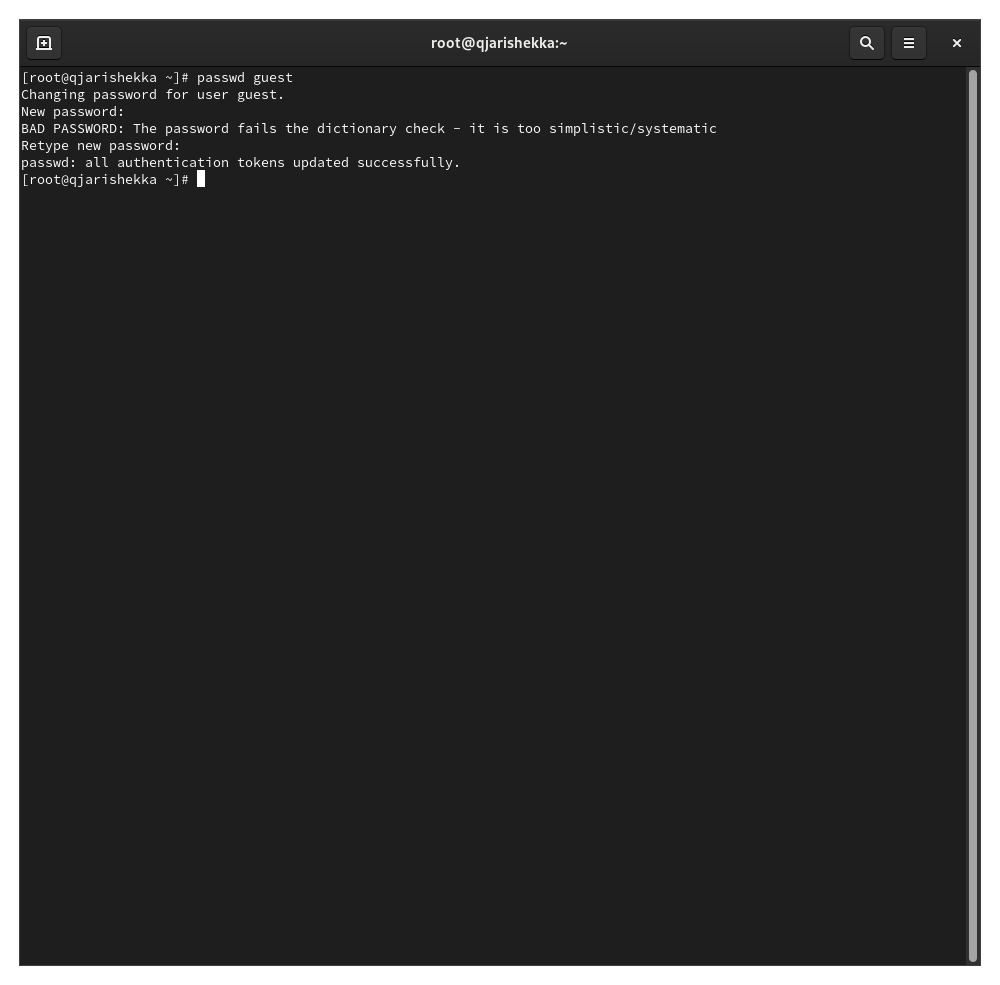 root@qjarishekka:~
[root@qjarishekka ~]# passwd guest
Changing password for user guest.
New password:
BAD PASSWORD: The password fails the dictionary check - it is too simplistic/systematic
Retype new password:
passwd: all authentication tokens updated successfully.
[root@qjarishekka ~]#